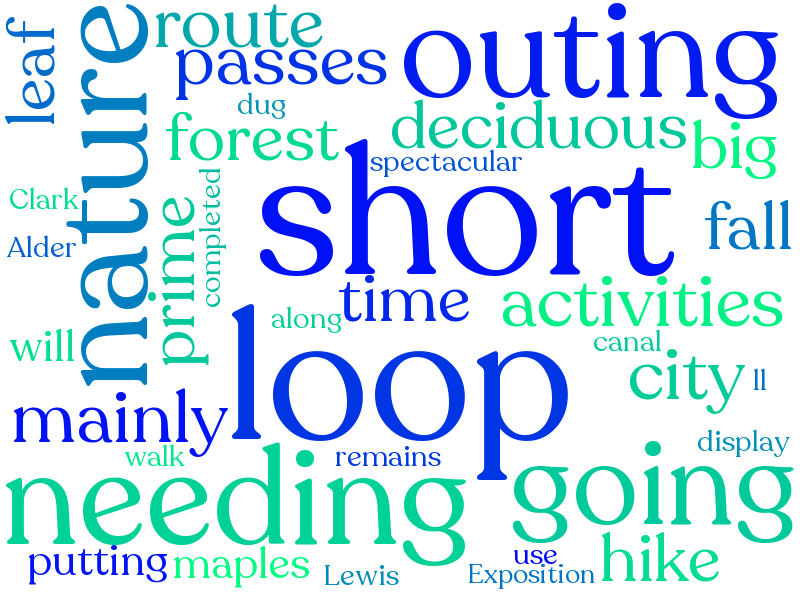 leaf
nature
route
passes
outing
dug
forest
deciduous
big
spectacular
Clark
completed
short
prime
Alder
fall
time
activities
along
will
loop
canal
city
ll
mainly
walk
remains
display
needing
going
putting
maples
Lewis
use
Exposition
hike